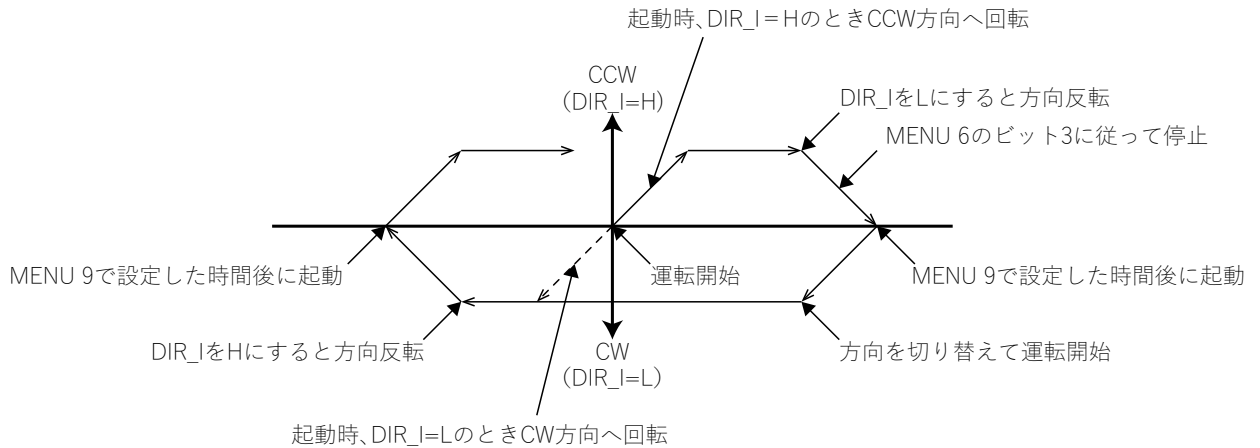 起動時、DIR_I=HのときCCW方向へ回転
CCW
（DIR_I=H）
DIR_IをLにすると方向反転
MENU 6のビット3に従って停止
MENU 9で設定した時間後に起動
運転開始
MENU 9で設定した時間後に起動
DIR_IをHにすると方向反転
CW
（DIR_I=L）
方向を切り替えて運転開始
起動時、DIR_I=LのときCW方向へ回転